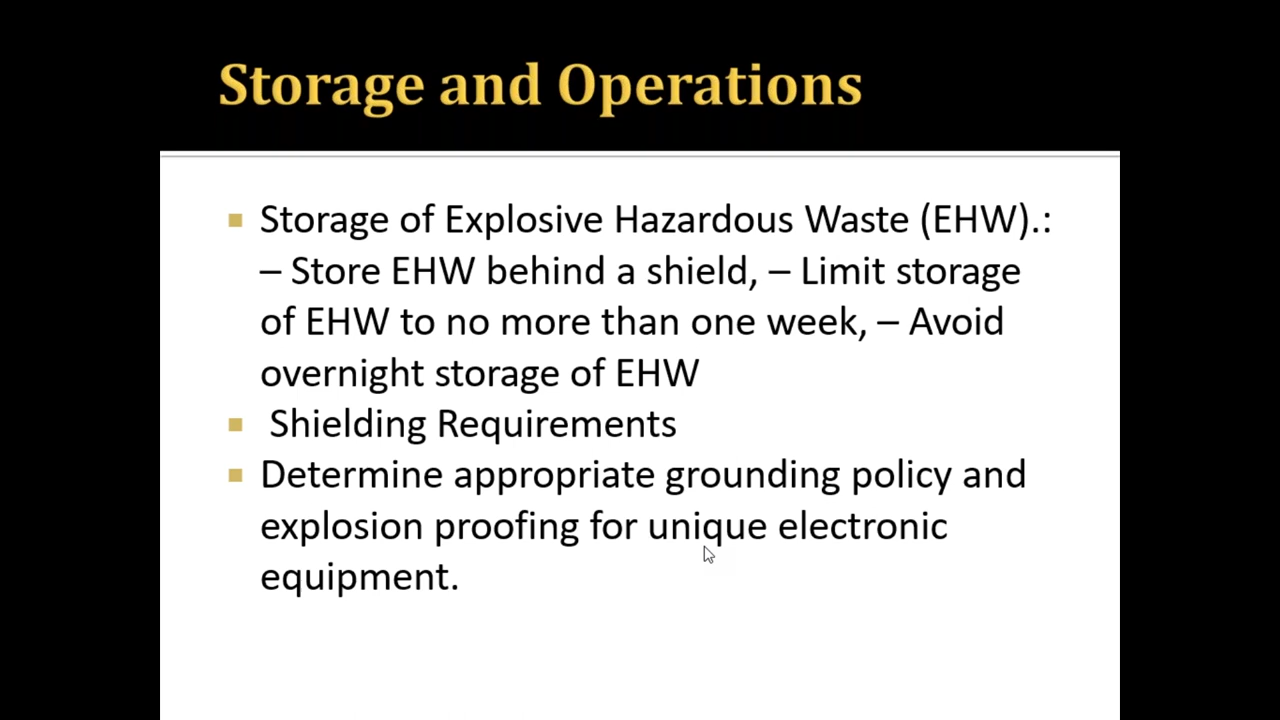 Storage and Operations
Storage of Explosive Hazardous Waste (EHW).:
– Store EHW behind a shield, – Limit storage
of EHW to no more than one week, – Avoid
overnight storage of EHW
Shielding Requirements
Determine appropriate grounding policy and
explosion proofing for unique electronic
equipment.